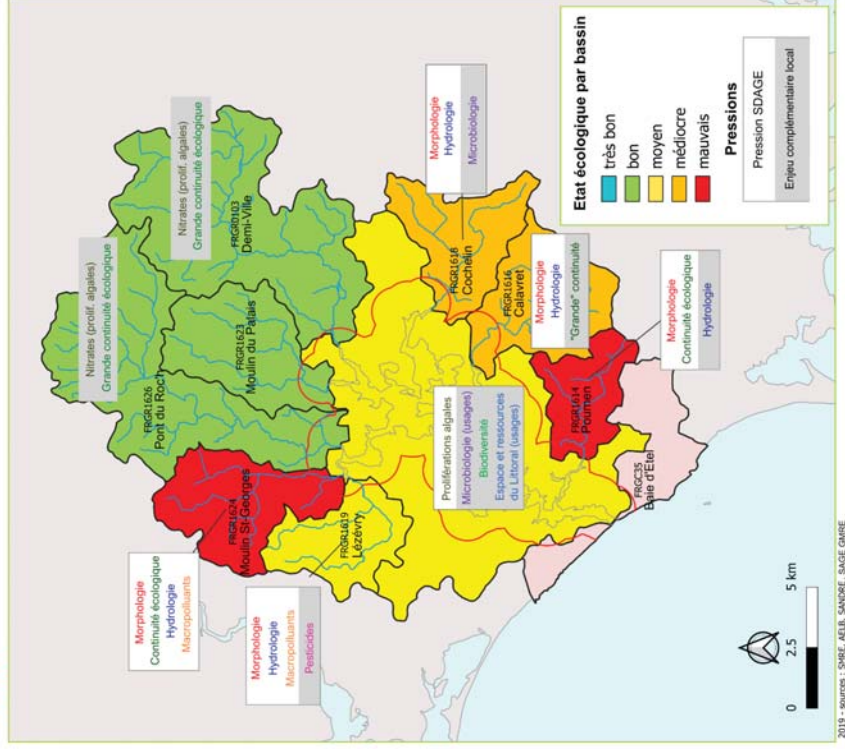 Nitrates (prolif. algales)
Grande continuité écologique
Nitrates (prolif. algales)
Grande continuité écologique
FRGR1626
Pont du Roc'h
FRGR0103
Demi-Ville
FRGR1623
Moulin du Palais
FRGR1624
Moulin St-Georges
FRGR1619
Lézévry
FRGR1618
Cochelin
FRGR1616
Calavret
FRGR1614
Poumen
FRGC35
Baie d'Etel
Morphologie
Continuité écologique
Hydrologie
Macropolluants
Morphologie
Hydrologie
Macropolluants
Pesticides
Proliférations algales
Microbiologie (usages)
Biodiversité
Espace et ressources
du Littoral (usages)
Morphologie
Hydrologie
Microbiologie
Morphologie
Hydrologie
"Grande" continuité
Morphologie
Continuité écologique
Hydrologie
Etat écologique par bassin
très bon
bon
moyen
médiocre
mauvais
Pressions
Pression SDAGE
Enjeu complémentaire local
0 2.5 5 km
2019 - sources : SMRE, AELB, SANDRE, SAGE GMRE